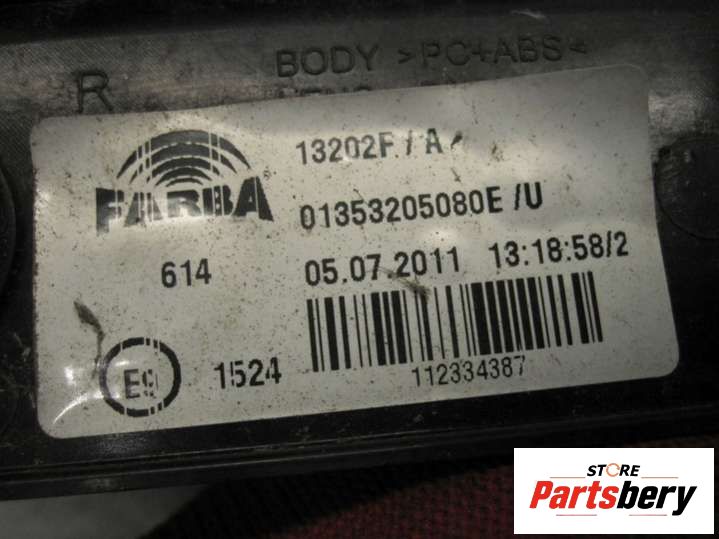 R
BODY >PC+ABS<
FARBA
13202F / A
01353205080E /U
614
05.07.2011 13:18:58/2
E9
1524
112334387
STORE
Partsbery